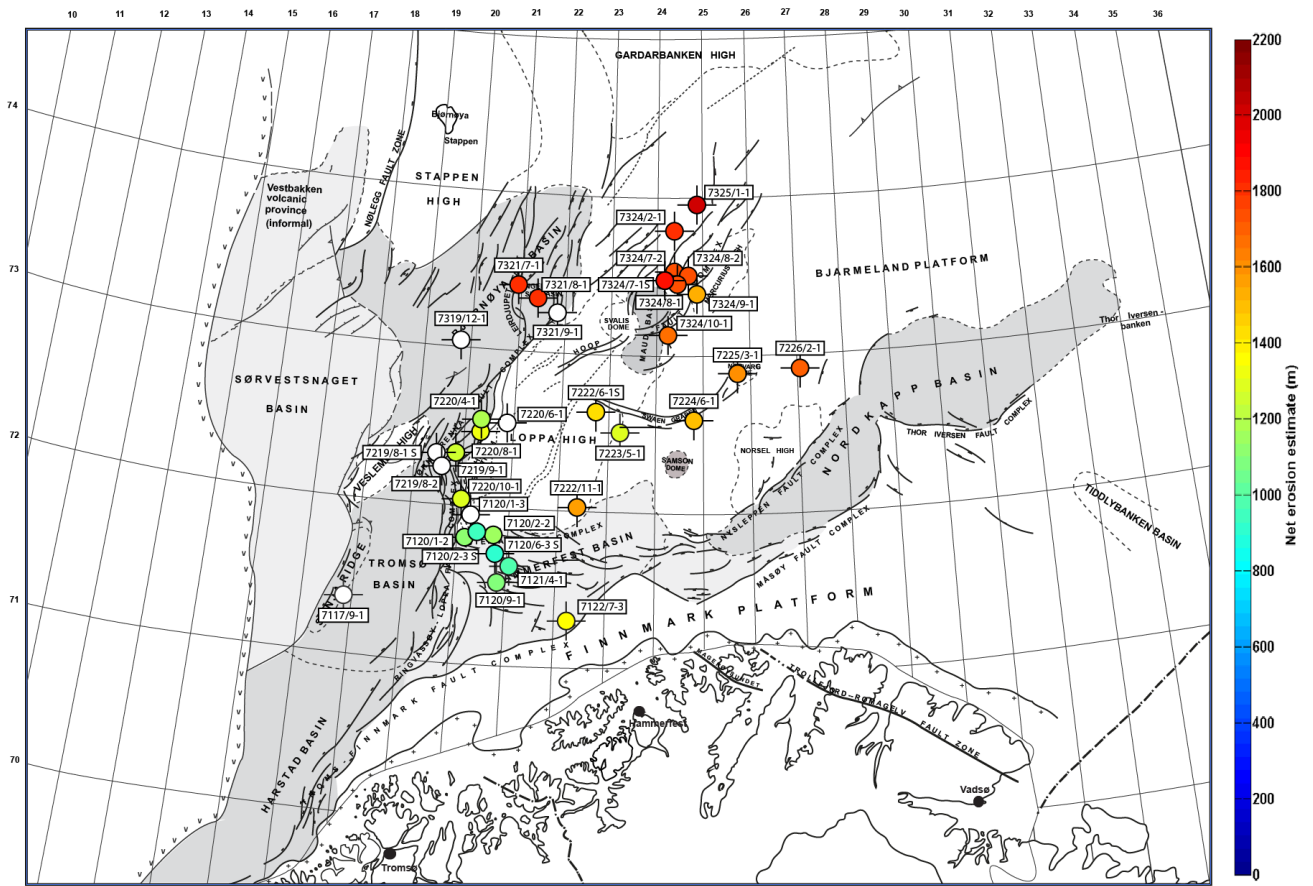 10 11 12 13 14 15 16 17 18 19 20 21 22 23 24 25 26 27 28 29 30 31 32 33 34 35 36
74
73
72
71
70
GARDARBANKEN HIGH
Bjørnøya
Stappen
STAPPEN
HIGH
NØLEGG FAULT ZONE
Vestbakken
volcanic
province
(informal)
7325/1-1
7324/2-1
7324/7-2
7324/8-2
7324/7-1S
7324/8-1
7324/9-1
7324/10-1
7321/7-1
7321/8-1
7321/9-1
7319/12-1
SVALIS
DOME
HOOP
BJARMELAND PLATFORM
Thor Iversen-
banken
7225/3-1
7226/2-1
SØRVESTSNAGET
BASIN
7220/4-1
7220/6-1
7222/6-1S
7224/6-1
LOPPA HIGH
7223/5-1
SWAEN GRABEN
NORDKAPP BASIN
THOR IVERSEN FAULT COMPLEX
7219/8-1 S
7220/8-1
7219/9-1
7219/8-2
7220/10-1
SAMSON
DOME
NORSEL HIGH
7222/11-1
7120/1-3
7120/2-2
7120/1-2
7120/6-3 S
7120/2-3 S
7121/4-1
7120/9-1
7122/7-3
7117/9-1
TROMSØ
BASIN
NYSLEPPEN FAULT COMPLEX
MÅSØY FAULT COMPLEX
TIDDLYBANKEN BASIN
FINNMARK PLATFORM
HARSTAD BASIN
TROMS-FINNMARK FAULT COMPLEX
TROLLFJORD-RØMAGELV
FAULT ZONE
Hammerfest
Vadsø
Tromsø
2200
2000
1800
1600
1400
1200
1000
800
600
400
200
0
Net erosion estimate (m)